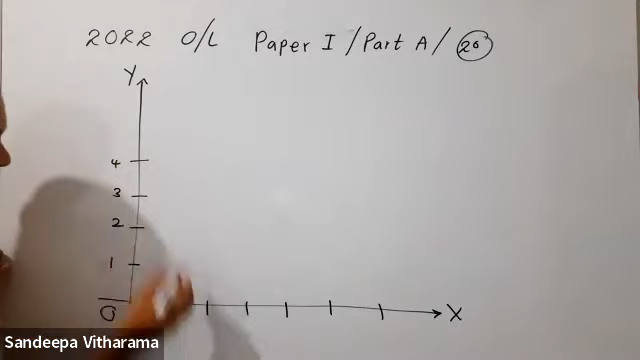 2022 O/L Paper I / Part A / 20
Y
4
3
2
1
O
X
Sandeepa Vitharama